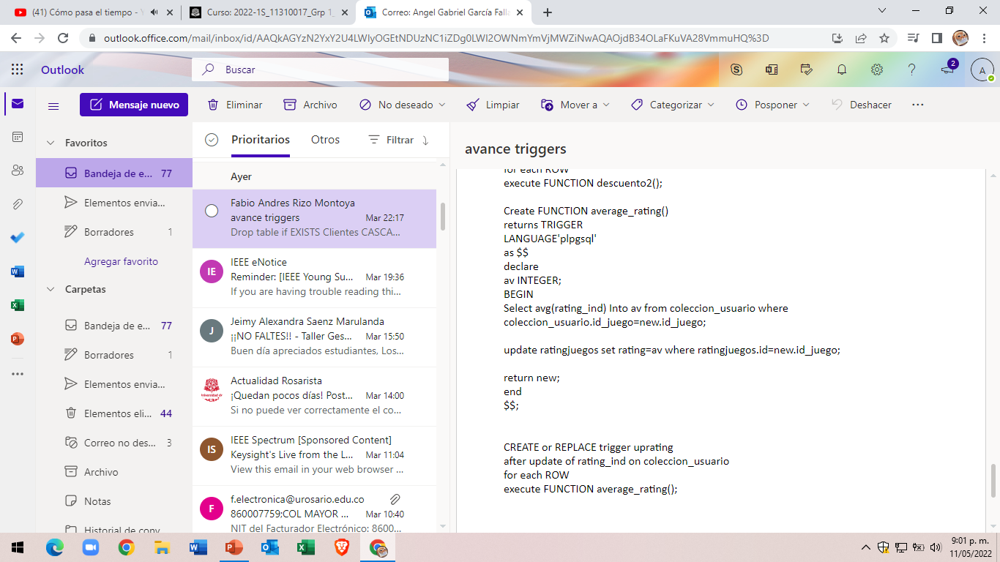 (41) Cómo pasa el tiempo - Y
Curso: 2022-1S_11310017_Grp 1_
Correo: Angel Gabriel García Falla
outlook.office.com/mail/inbox/id/AAQkAGYzN2YxY2U4LWIyOGEtNDUzNC1iZDg0LWI2OWNmYmVjMWZiNwAQAOjdB34OLaFKuVA28VmmuHQ%3D
Outlook
Buscar
2
A
Mensaje nuevo
Eliminar
Archivo
No deseado
Limpiar
Mover a
Categorizar
Posponer
Deshacer
Favoritos
Bandeja de e... 77
Elementos envia...
Borradores 1
Agregar favorito
Carpetas
Bandeja de e... 77
Borradores 1
Elementos envia...
Elementos eli... 44
Correo no des... 3
Archivo
Notas
Historial de conv
Prioritarios
Otros
Filtrar
Ayer
Fabio Andres Rizo Montoya
avance triggers Mar 22:17
Drop table if EXISTS Clientes CASCA...
IE
IEEE eNotice
Reminder: [IEEE Young Su... Mar 19:36
If you are having trouble reading thi...
J
Jeimy Alexandra Saenz Marulanda
¡¡NO FALTES!! - Taller Ges... Mar 15:50
Buen día apreciados estudiantes, Los...
Actualidad Rosarista
¡Quedan pocos días! Post... Mar 14:00
Si no puede ver correctamente el co...
IS
IEEE Spectrum [Sponsored Content]
Keysight's Live from the L... Mar 11:04
View this email in your web browser ...
F
f.electronica@urosario.edu.co
860007759;COL MAYOR ... Mar 10:40
NIT del Facturador Electrónico: 8600...
avance triggers
for each ROW
execute FUNCTION descuento2();
Create FUNCTION average_rating()
returns TRIGGER
LANGUAGE'plpgsql'
as $$
declare
av INTEGER;
BEGIN
Select avg(rating_ind) Into av from coleccion_usuario where
coleccion_usuario.id_juego=new.id_juego;
update ratingjuegos set rating=av where ratingjuegos.id=new.id_juego;
return new;
end
$$;
CREATE or REPLACE trigger uprating
after update of rating_ind on coleccion_usuario
for each ROW
execute FUNCTION average_rating();
9:01 p. m.
11/05/2022